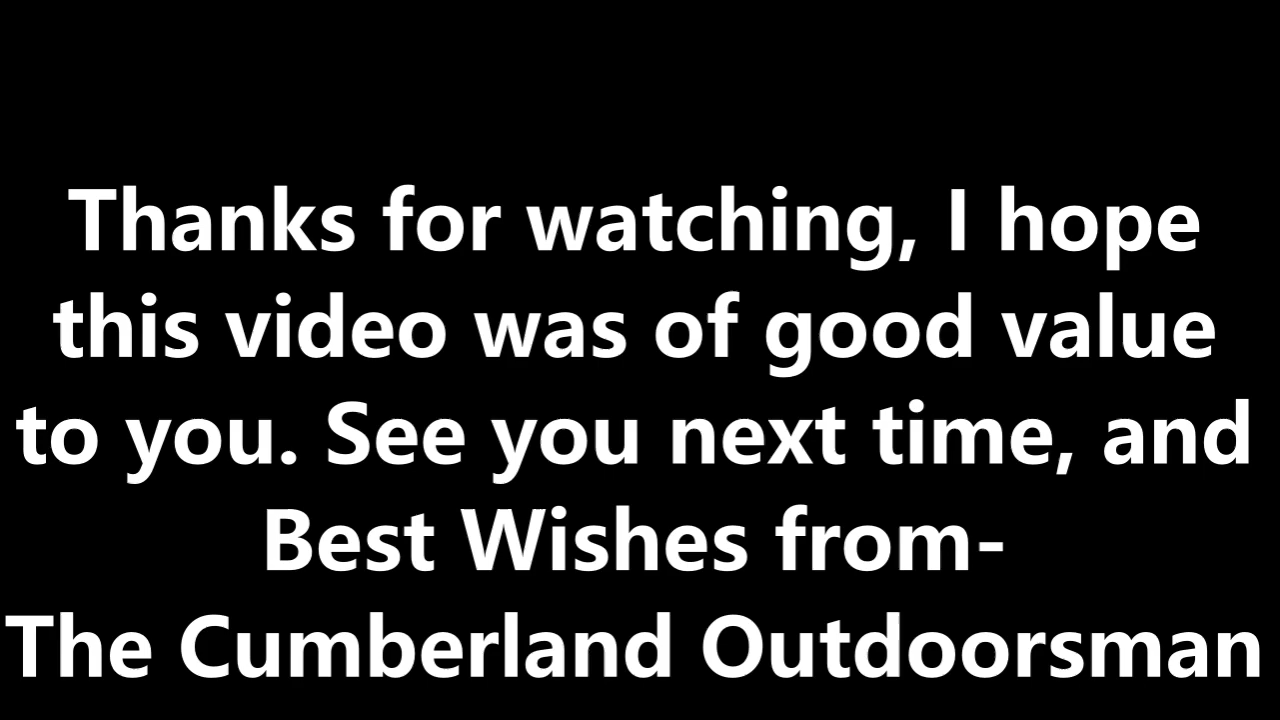 Thanks for watching, I hope
this video was of good value
to you. See you next time, and
Best Wishes from-
The Cumberland Outdoorsman